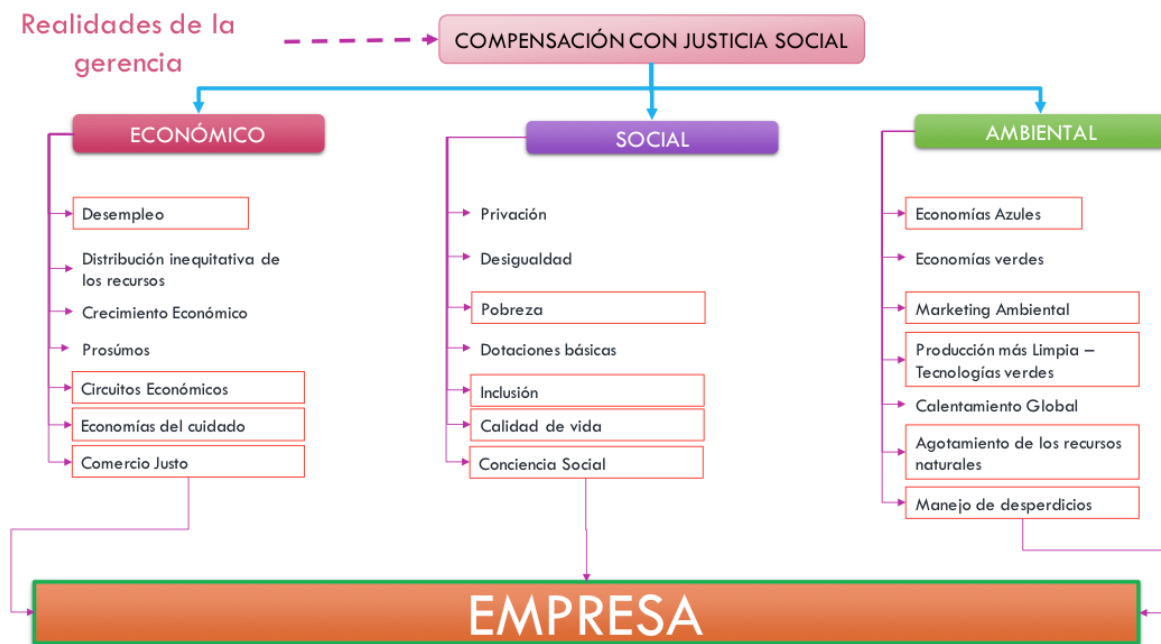 Realidades de la
gerencia
COMPENSACIÓN CON JUSTICIA SOCIAL
ECONÓMICO
Desempleo
Distribución inequitativa de
los recursos
Crecimiento Económico
Prosúmos
Circuitos Económicos
Economías del cuidado
Comercio Justo
SOCIAL
Privación
Desigualdad
Pobreza
Dotaciones básicas
Inclusión
Calidad de vida
Conciencia Social
AMBIENTAL
Economías Azules
Economías verdes
Marketing Ambiental
Producción más Limpia –
Tecnologías verdes
Calentamiento Global
Agotamiento de los recursos
naturales
Manejo de desperdicios
EMPRESA